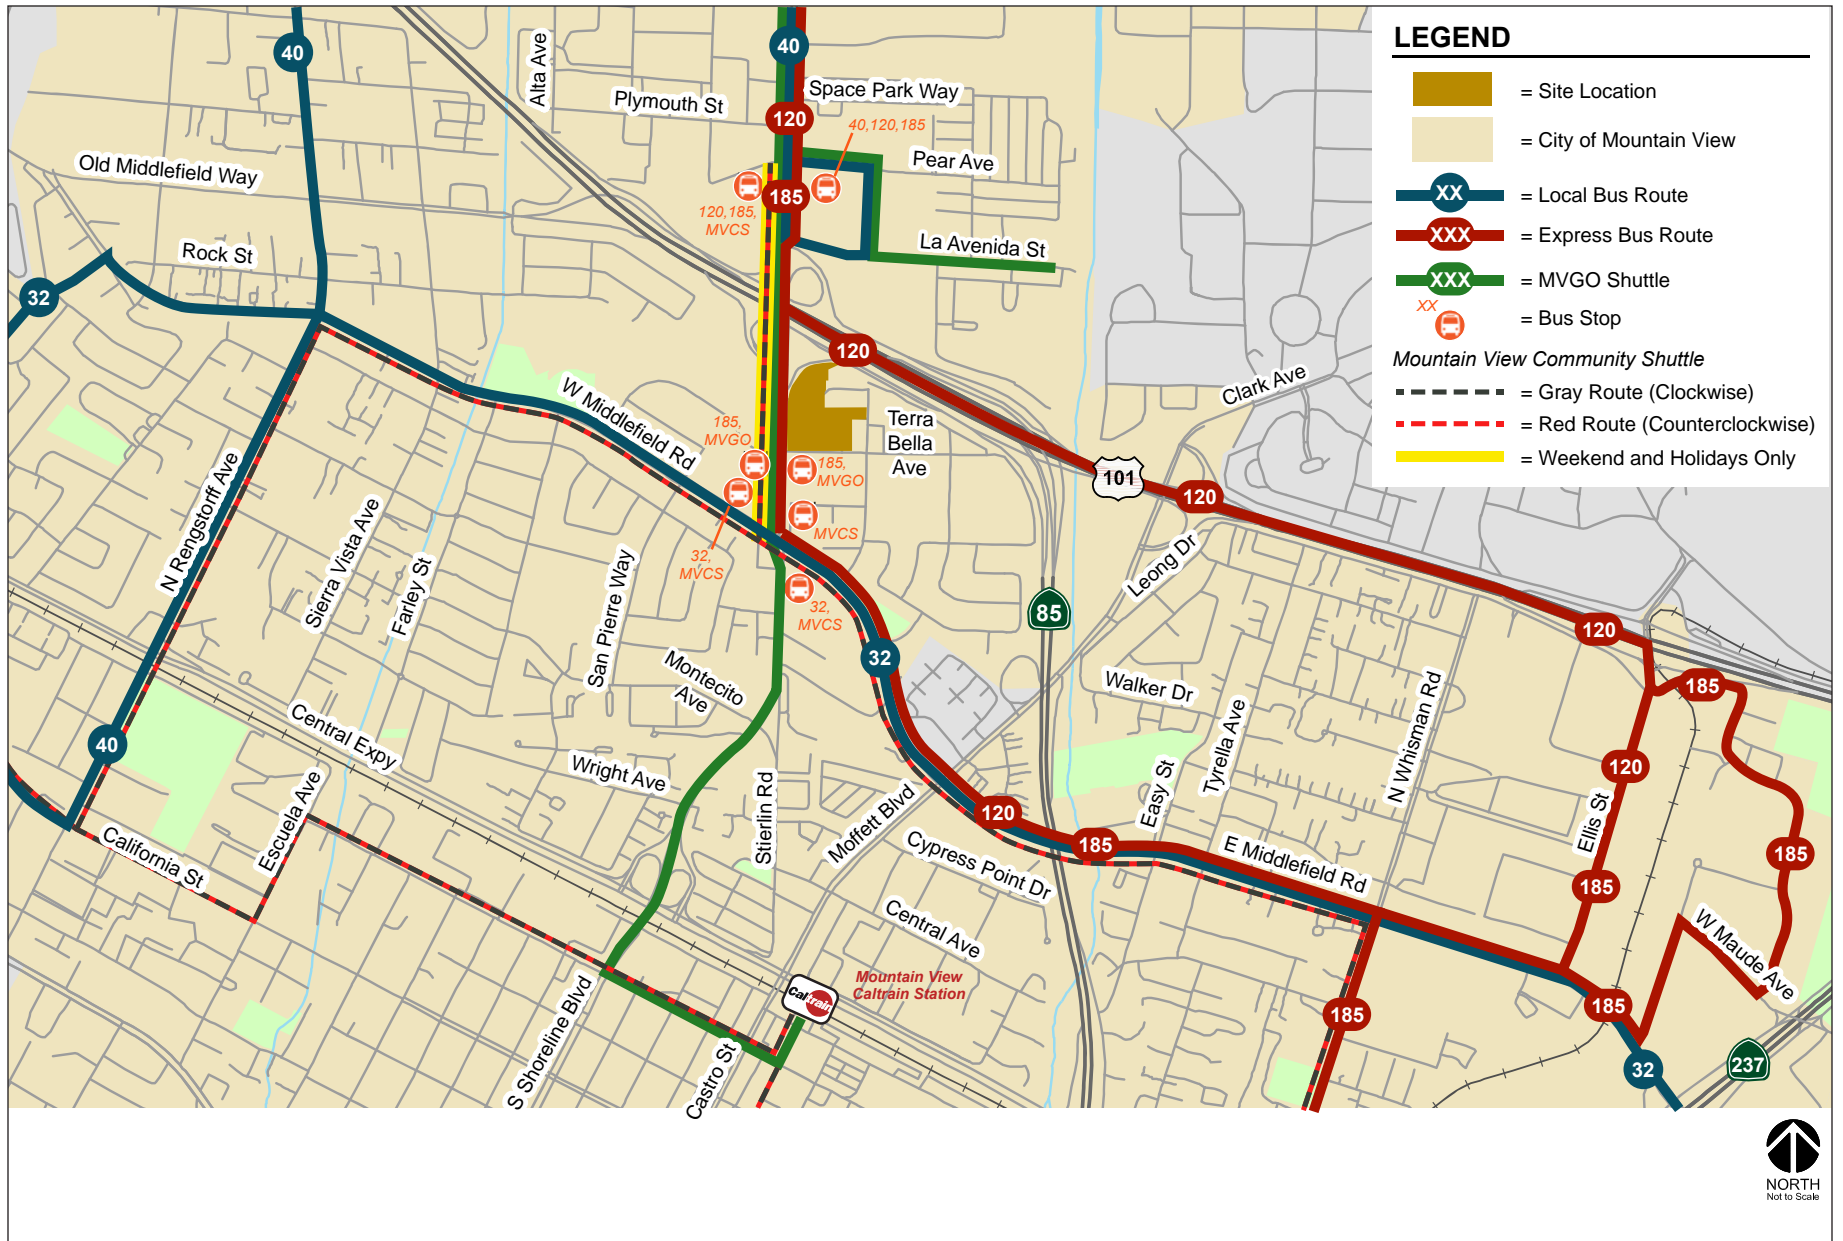 LEGEND
= Site Location
= City of Mountain View
XX
= Local Bus Route
XXX
= Express Bus Route
XXX
= MVGO Shuttle
XX
= Bus Stop
Mountain View Community Shuttle
= Gray Route (Clockwise)
= Red Route (Counterclockwise)
= Weekend and Holidays Only
40
Alta Ave
40
Plymouth St
Space Park Way
120
40,120,185
Old Middlefield Way
Pear Ave
185
120,185,
MVCS
Rock St
La Avenida St
32
120
Clark Ave
W Middlefield Rd
Terra
Bella
Ave
185,
MVGO
185,
MVGO
101
120
N Rengstorff Ave
Sierra Vista Ave
Farley St
San Pierre Way
32,
MVCS
MVCS
32,
MVCS
Leong Dr
85
120
32
Montecito
Ave
Walker Dr
Tyrella Ave
N Whisman Rd
185
40
Central Expy
Wright Ave
Stierlin Rd
Moffett Blvd
Easy St
120
Ellis St
120
185
185
California St
Escuela Ave
Cypress Point Dr
E Middlefield Rd
185
Central Ave
W Maude Ave
Mountain View
Caltrain Station
Caltrain
S Shoreline Blvd
Castro St
185
185
32
237
NORTH
Not to Scale